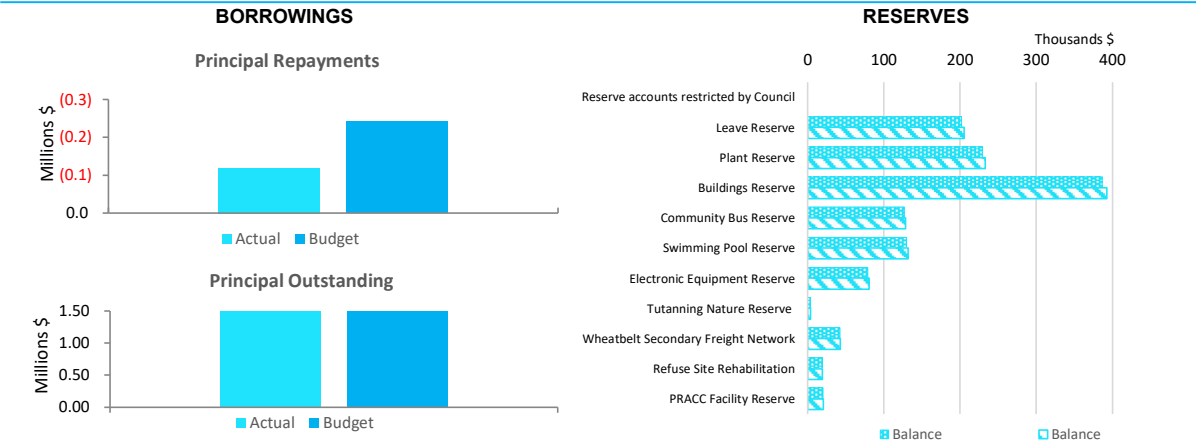 BORROWINGS
Principal Repayments
Millions $
(0.3)
(0.2)
(0.1)
0.0
Actual Budget
Principal Outstanding
Millions $
1.50
1.00
0.50
0.00
Actual Budget
RESERVES
Thousands $
0 100 200 300 400
Reserve accounts restricted by Council
Leave Reserve
Plant Reserve
Buildings Reserve
Community Bus Reserve
Swimming Pool Reserve
Electronic Equipment Reserve
Tutanning Nature Reserve
Wheatbelt Secondary Freight Network
Refuse Site Rehabilitation
PRACC Facility Reserve
Balance Balance